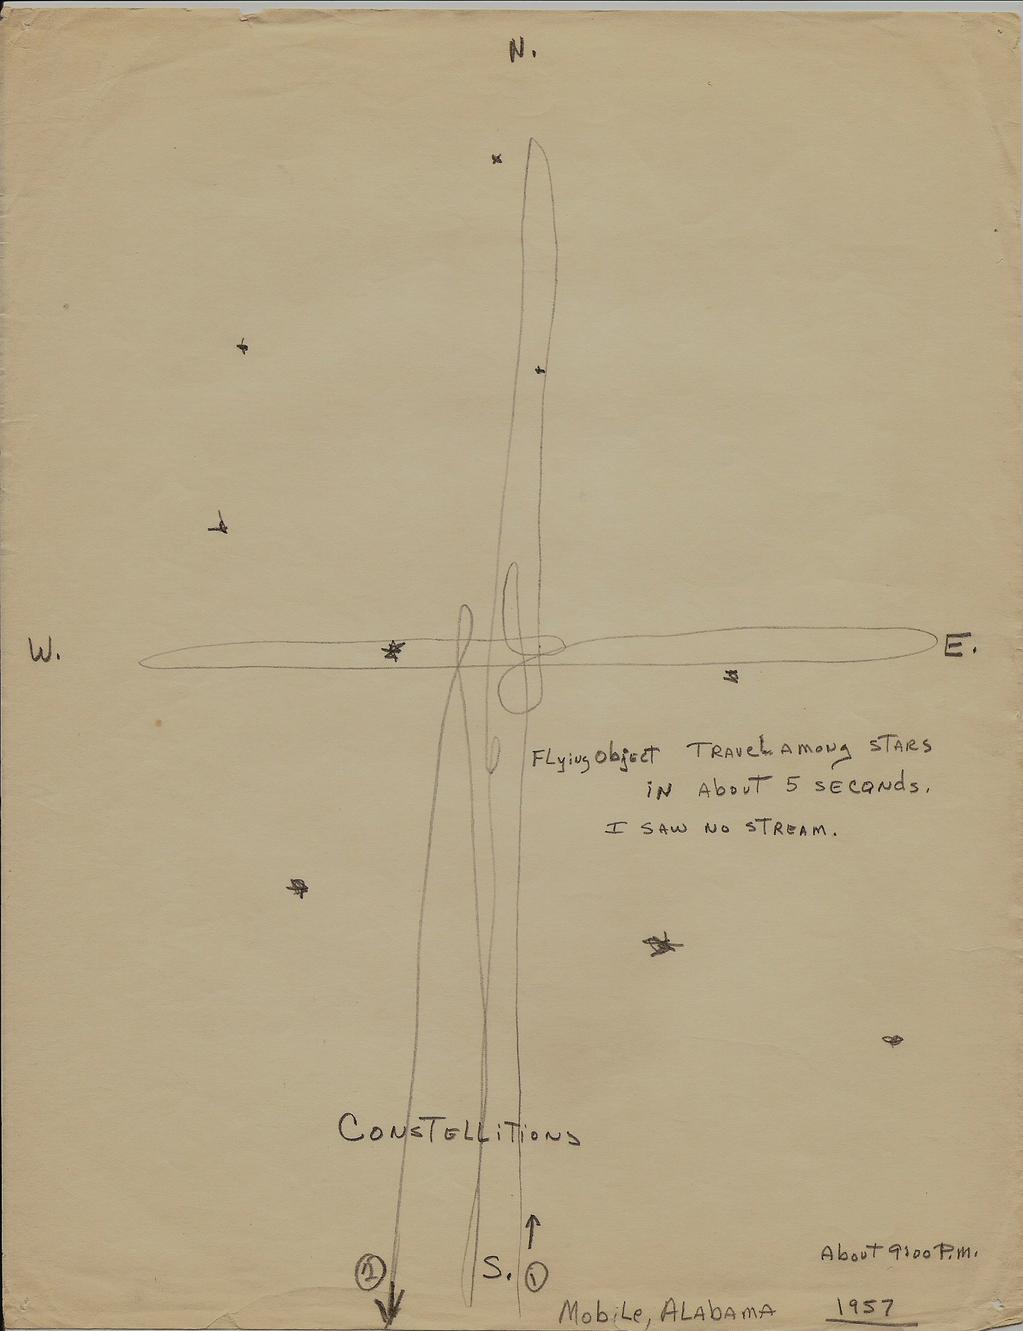 N.
W.
E.
FLying Object TRAVEL AMONG STARS
IN About 5 SECONDS.
I SAW NO STREAM.
CONSTELLiTiONS
About 9:00 P.M.
2 S. 1
MobiLe, ALABAMA 1957